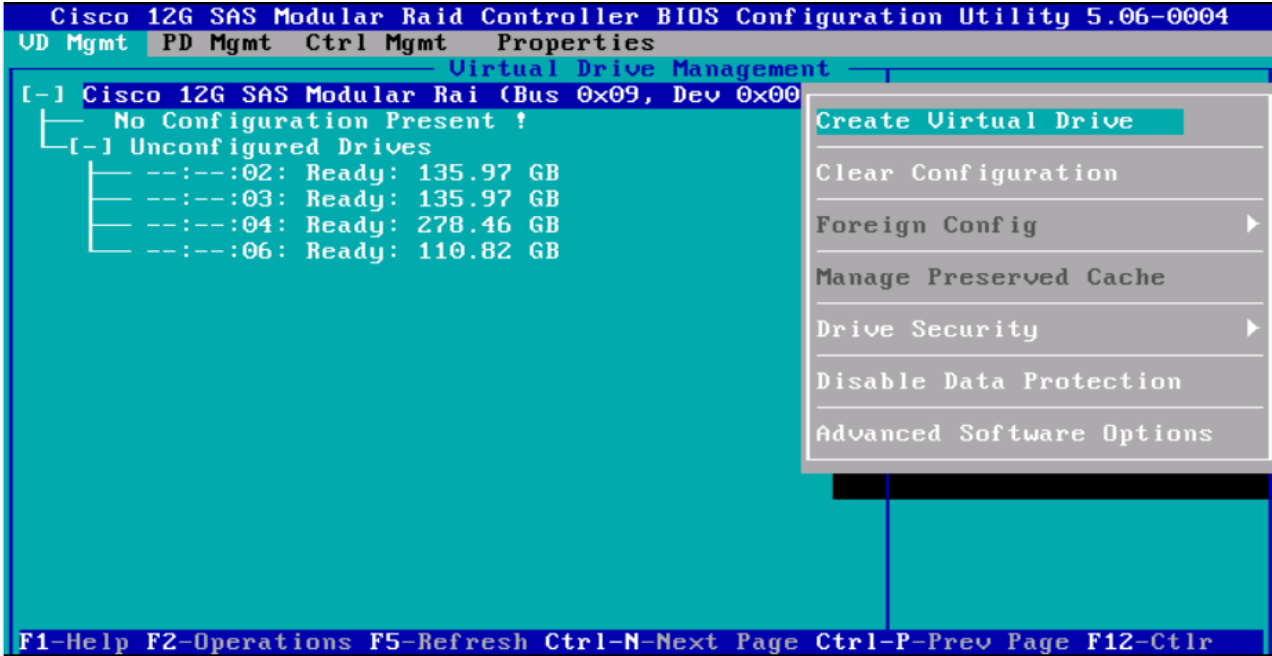 Cisco 12G SAS Modular Raid Controller BIOS Configuration Utility 5.06-0004
VD Mgmt PD Mgmt Ctrl Mgmt Properties
Virtual Drive Management
[-] Cisco 12G SAS Modular Rai (Bus 0x09, Dev 0x00
No Configuration Present !
[-] Unconfigured Drives
--:--:02: Ready: 135.97 GB
--:--:03: Ready: 135.97 GB
--:--:04: Ready: 278.46 GB
--:--:06: Ready: 110.82 GB
Create Virtual Drive
Clear Configuration
Foreign Config
Manage Preserved Cache
Drive Security
Disable Data Protection
Advanced Software Options
F1-Help F2-Operations F5-Refresh Ctrl-N-Next Page Ctrl-P-Prev Page F12-Ctlr